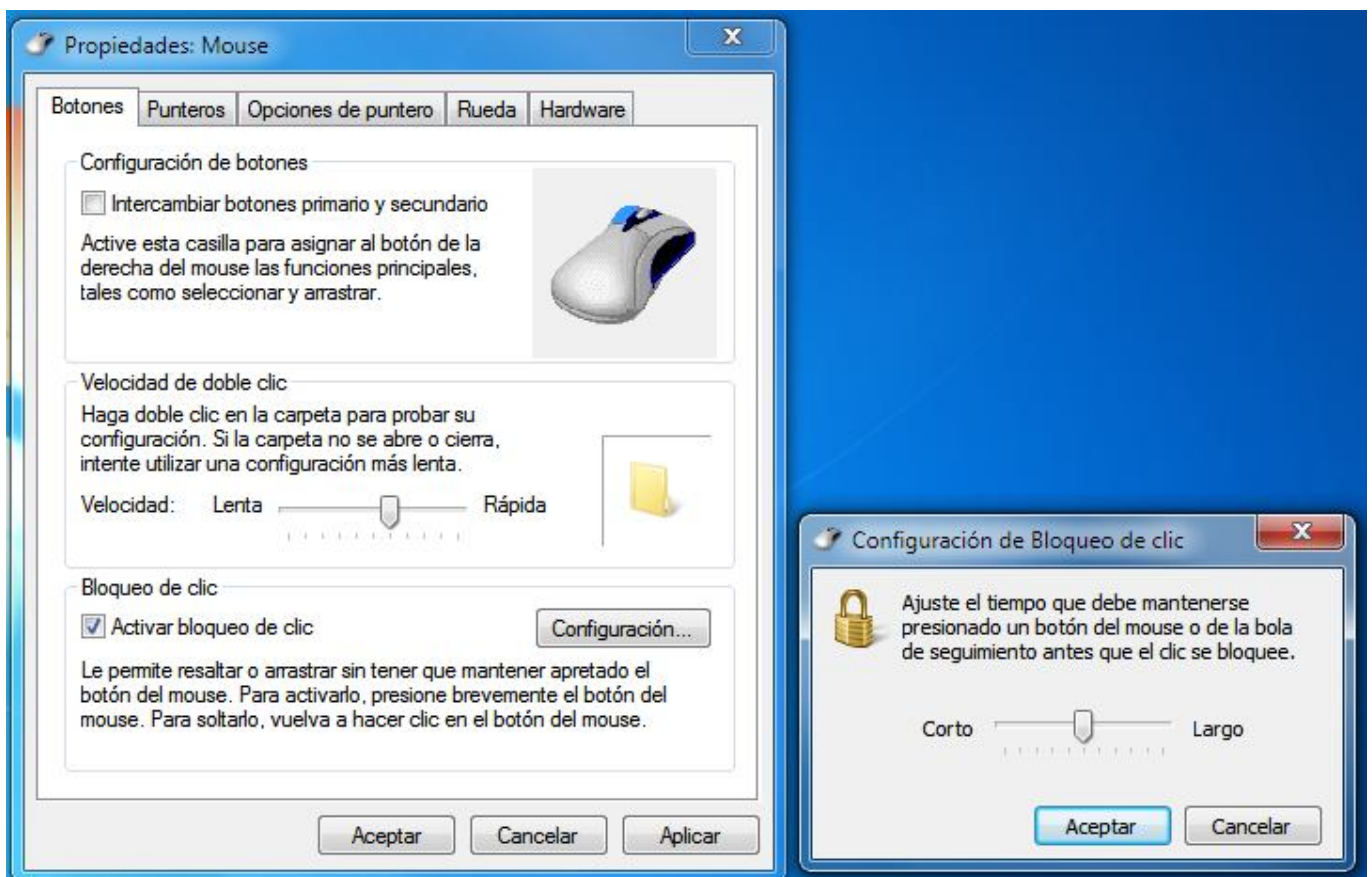 Propiedades: Mouse
Botones Punteros Opciones de puntero Rueda Hardware
Configuración de botones
Intercambiar botones primario y secundario
Active esta casilla para asignar al botón de la
derecha del mouse las funciones principales,
tales como seleccionar y arrastrar.
Velocidad de doble clic
Haga doble clic en la carpeta para probar su
configuración. Si la carpeta no se abre o cierra,
intente utilizar una configuración más lenta.
Velocidad: Lenta Rápida
Bloqueo de clic
Activar bloqueo de clic Configuración...
Le permite resaltar o arrastrar sin tener que mantener apretado el
botón del mouse. Para activarlo, presione brevemente el botón del
mouse. Para soltarlo, vuelva a hacer clic en el botón del mouse.
Aceptar Cancelar Aplicar
Configuración de Bloqueo de clic
Ajuste el tiempo que debe mantenerse
presionado un botón del mouse o de la bola
de seguimiento antes que el clic se bloquee.
Corto Largo
Aceptar Cancelar